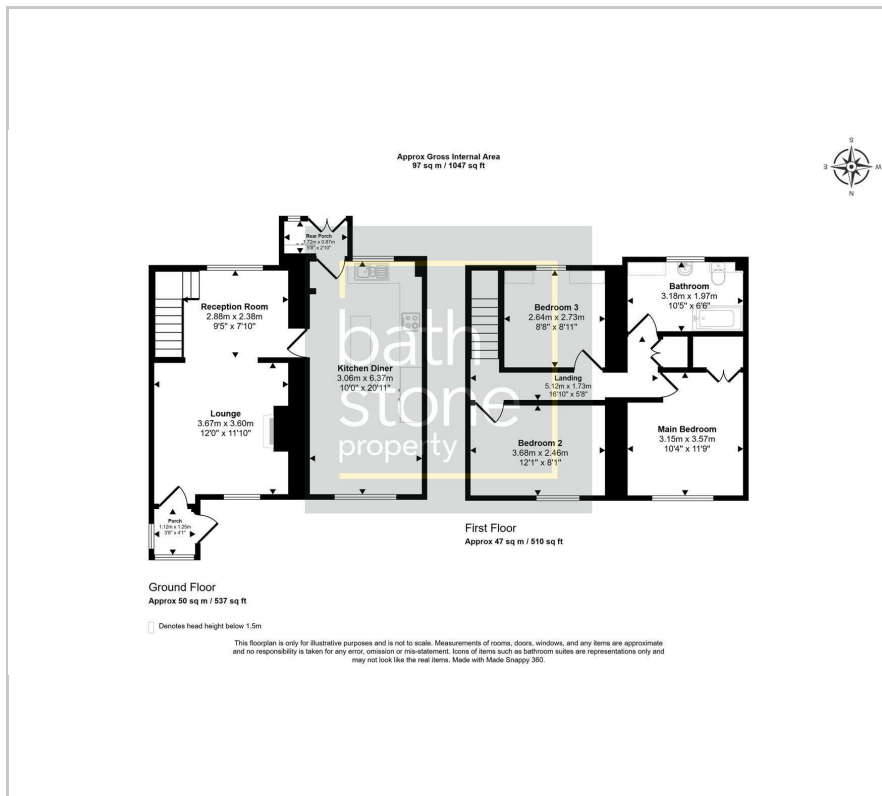 Approx Gross Internal Area
97 sq m / 1047 sq ft
S
E
W
N
Rear Porch
1.72m x 0.87m
5'8" x 2'10"
Reception Room
2.88m x 2.38m
9'5" x 7'10"
Kitchen Diner
3.06m x 6.37m
10'0" x 20'11"
Lounge
3.67m x 3.60m
12'0" x 11'10"
Porch
1.12m x 1.25m
3'8" x 4'1"
Bedroom 3
2.64m x 2.73m
8'8" x 8'11"
Bathroom
3.18m x 1.97m
10'5" x 6'6"
Landing
5.12m x 1.73m
16'10" x 5'8"
Bedroom 2
3.68m x 2.46m
12'1" x 8'1"
Main Bedroom
3.15m x 3.57m
10'4" x 11'9"
bath
stone
property
First Floor
Approx 47 sq m / 510 sq ft
Ground Floor
Approx 50 sq m / 537 sq ft
Denotes head height below 1.5m
This floorplan is only for illustrative purposes and is not to scale. Measurements of rooms, doors, windows, and any items are approximate
and no responsibility is taken for any error, omission or mis-statement. Icons of items such as bathroom suites are representations only and
may not look like the real items. Made with Made Snappy 360.